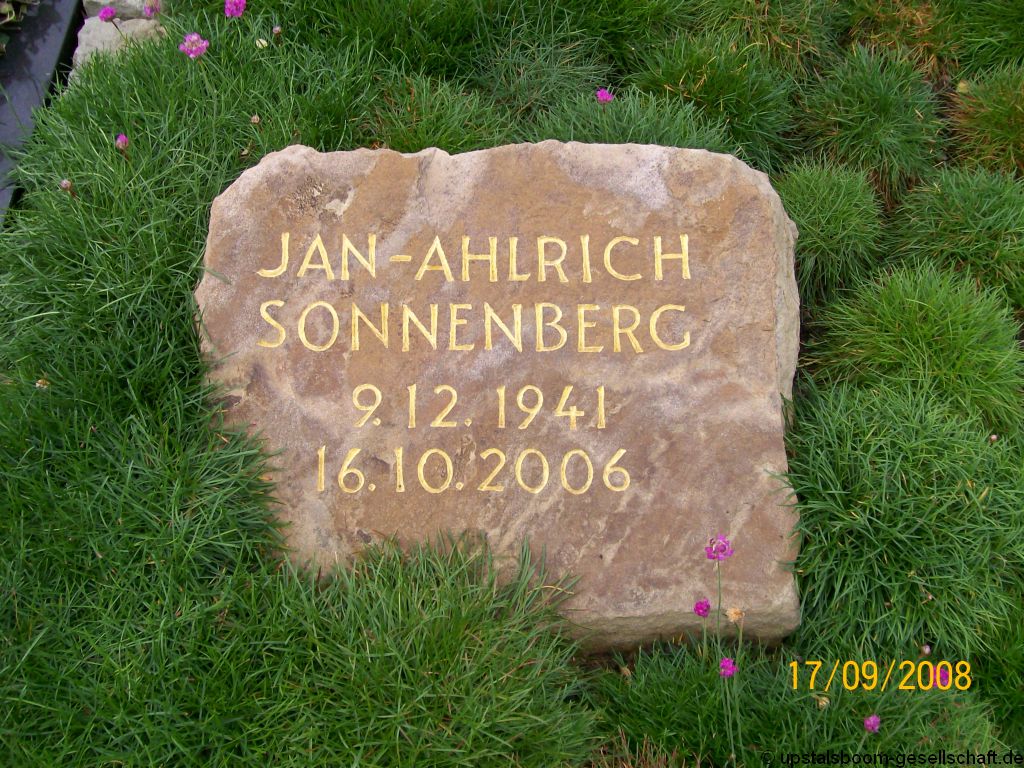 JAN-AHLRICH
SONNENBERG
9.12.1941
16.10.2006
17/09/2008
© upstalsboom-gesellschaft.de